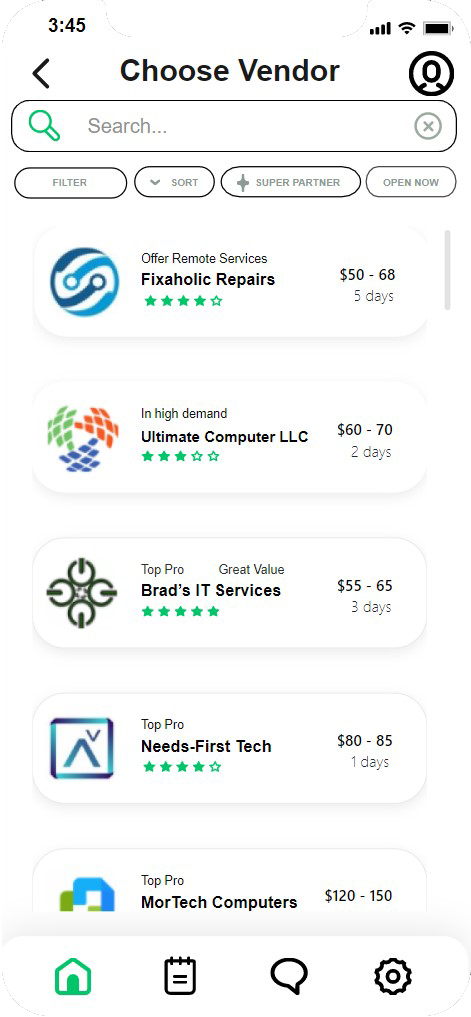 3:45
Choose Vendor
Search...
FILTER
SORT
SUPER PARTNER
OPEN NOW
Offer Remote Services
Fixaholic Repairs
$50 - 68
5 days
In high demand
Ultimate Computer LLC
$60 - 70
2 days
Top Pro Great Value
Brad’s IT Services
$55 - 65
3 days
Top Pro
Needs-First Tech
$80 - 85
1 days
Top Pro
MorTech Computers
$120 - 150